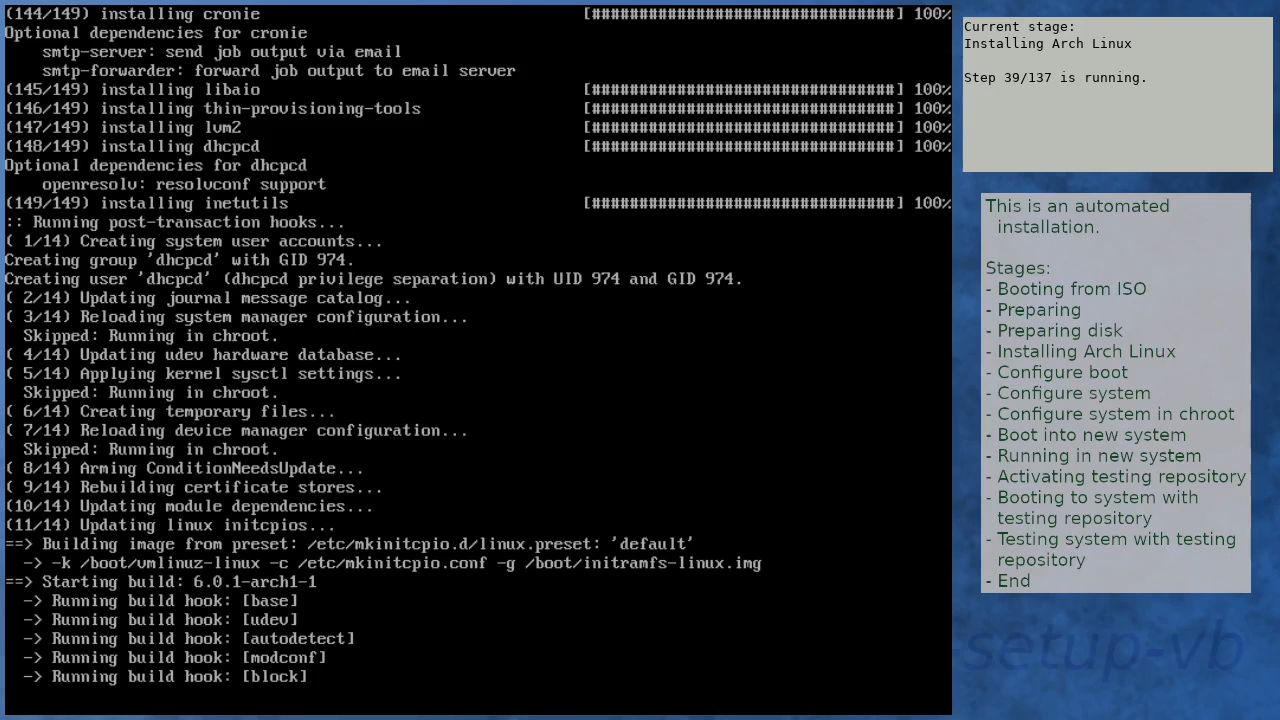 (144/149) installing cronie [################################] 100%
Optional dependencies for cronie
    smtp-server: send job output via email
    smtp-forwarder: forward job output to email server
(145/149) installing libaio [################################] 100%
(146/149) installing thin-provisioning-tools [################################] 100%
(147/149) installing lvm2 [################################] 100%
(148/149) installing dhcpcd [################################] 100%
Optional dependencies for dhcpcd
    openresolv: resolvconf support
(149/149) installing inetutils [################################] 100%
:: Running post-transaction hooks...
( 1/14) Creating system user accounts...
Creating group 'dhcpcd' with GID 974.
Creating user 'dhcpcd' (dhcpcd privilege separation) with UID 974 and GID 974.
( 2/14) Updating journal message catalog...
( 3/14) Reloading system manager configuration...
  Skipped: Running in chroot.
( 4/14) Updating udev hardware database...
( 5/14) Applying kernel sysctl settings...
  Skipped: Running in chroot.
( 6/14) Creating temporary files...
( 7/14) Reloading device manager configuration...
  Skipped: Running in chroot.
( 8/14) Arming ConditionNeedsUpdate...
( 9/14) Rebuilding certificate stores...
(10/14) Updating module dependencies...
(11/14) Updating linux initcpios...
==> Building image from preset: /etc/mkinitcpio.d/linux.preset: 'default'
  -> -k /boot/vmlinuz-linux -c /etc/mkinitcpio.conf -g /boot/initramfs-linux.img
==> Starting build: 6.0.1-arch1-1
  -> Running build hook: [base]
  -> Running build hook: [udev]
  -> Running build hook: [autodetect]
  -> Running build hook: [modconf]
  -> Running build hook: [block]
Current stage:
Installing Arch Linux
Step 39/137 is running.
This is an automated
installation.
Stages:
- Booting from ISO
- Preparing
- Preparing disk
- Installing Arch Linux
- Configure boot
- Configure system
- Configure system in chroot
- Boot into new system
- Running in new system
- Activating testing repository
- Booting to system with
testing repository
- Testing system with testing
repository
- End
-setup-vb